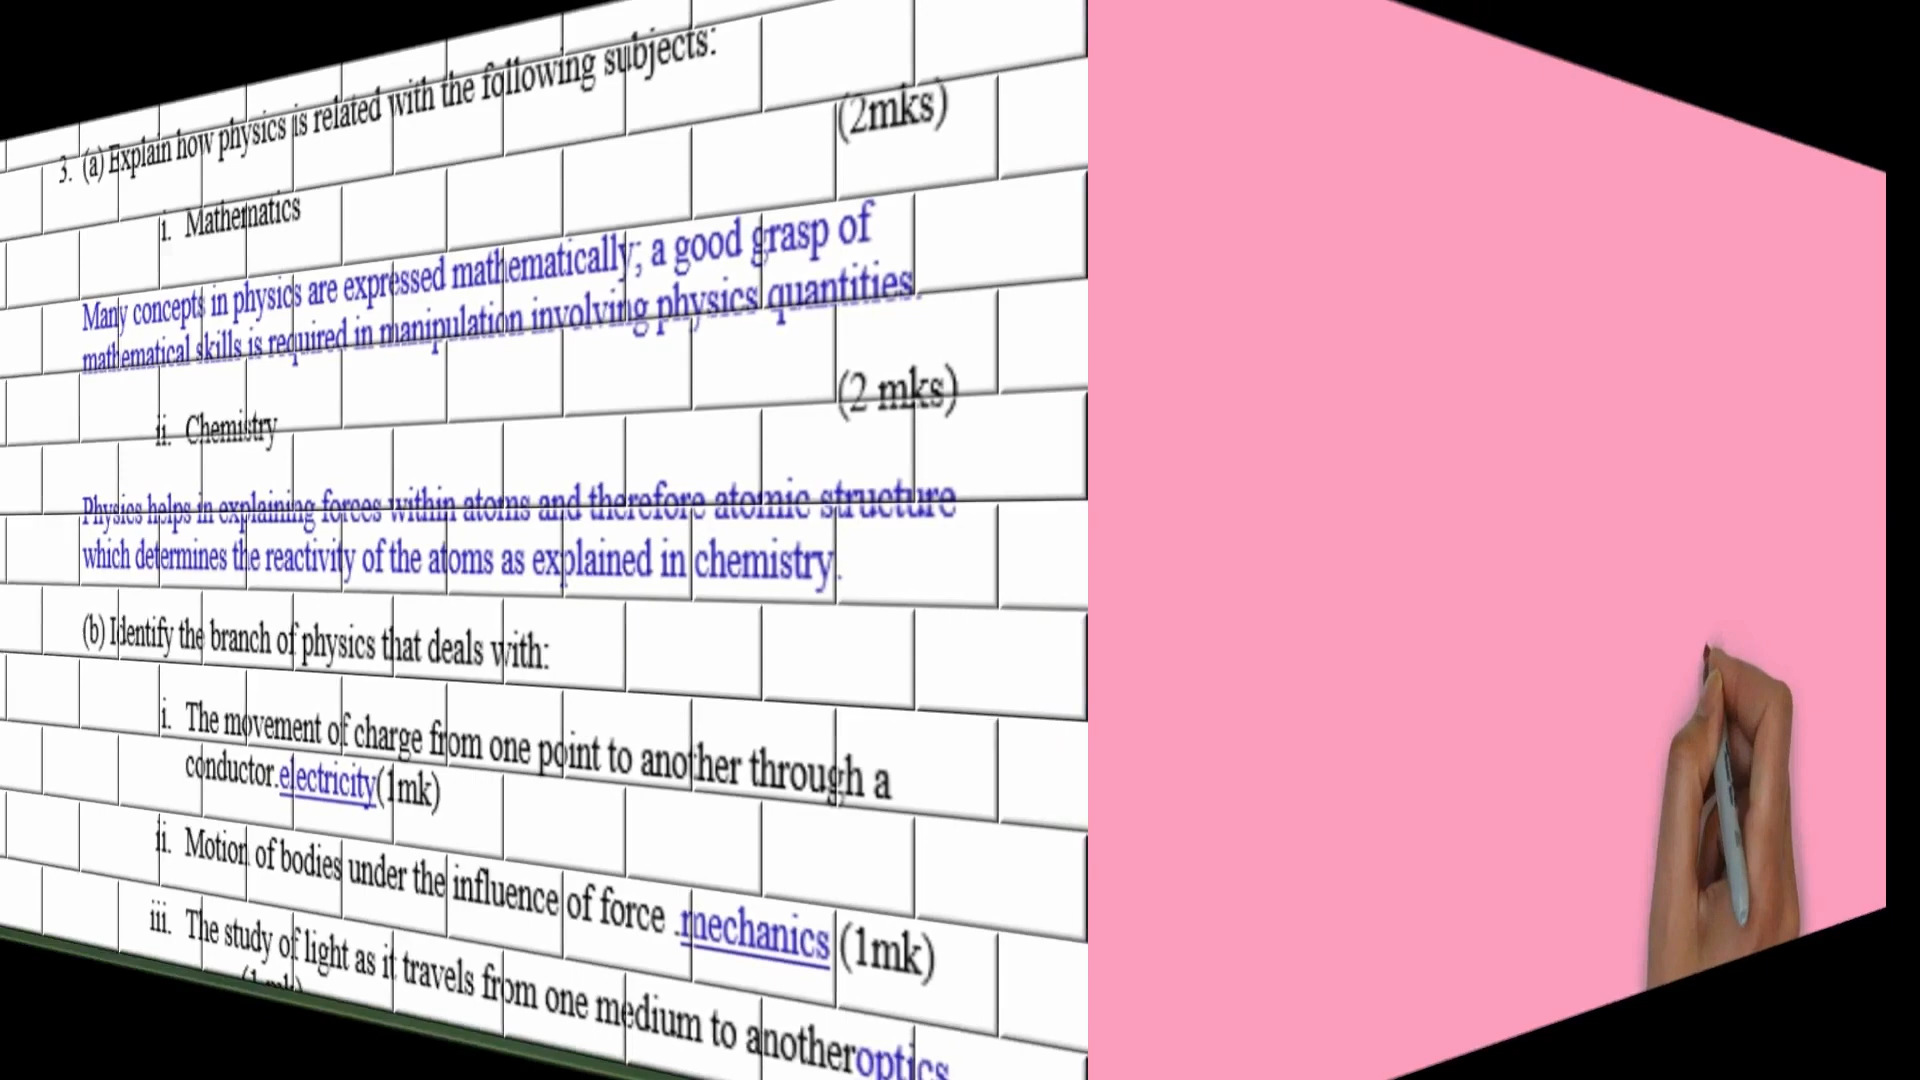 3. (a) Explain how physics is related with the following subjects:
(2mks)
i. Mathematics
Many concepts in physics are expressed mathematically; a good grasp of
mathematical skills is required in manipulation involving physics quantities.
(2 mks)
ii. Chemistry
Physics helps in explaining forces within atoms and therefore atomic structure
which determines the reactivity of the atoms as explained in chemistry.
(b) Identify the branch of physics that deals with:
i. The movement of charge from one point to another through a
conductor.electricity(1mk)
ii. Motion of bodies under the influence of force .mechanics (1mk)
iii. The study of light as it travels from one medium to anotheroptics
(1mk)